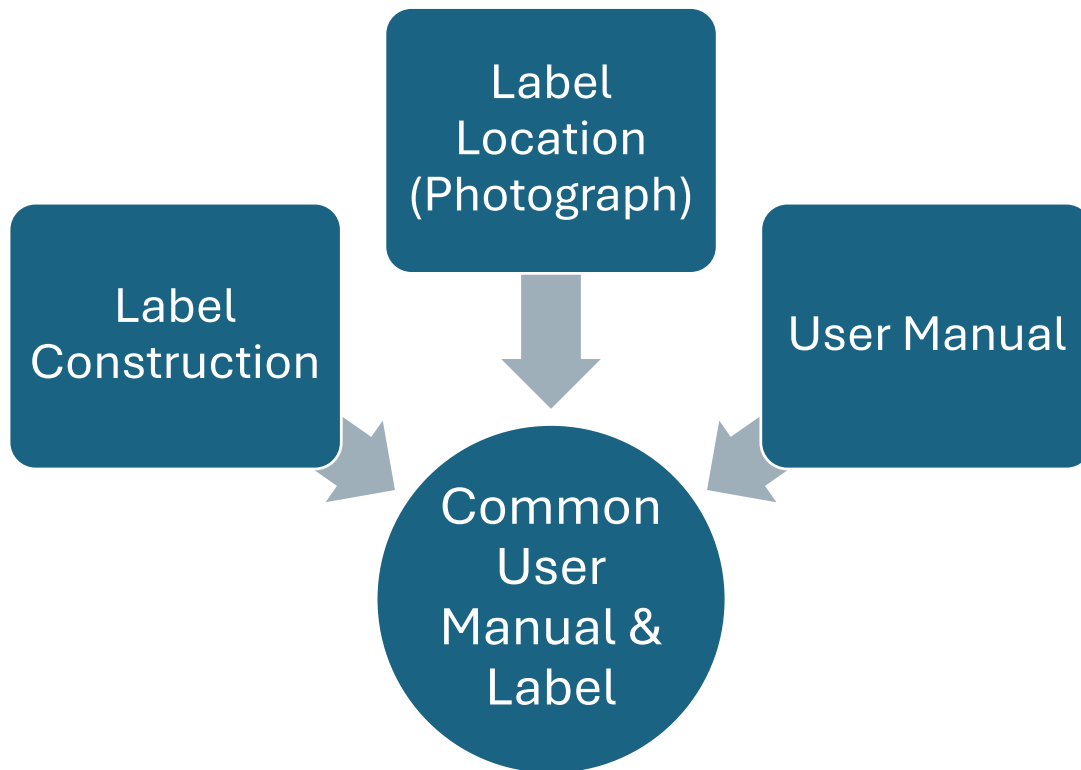 Label
Location
(Photograph)
Label
Construction
User Manual
Common
User
Manual &
Label